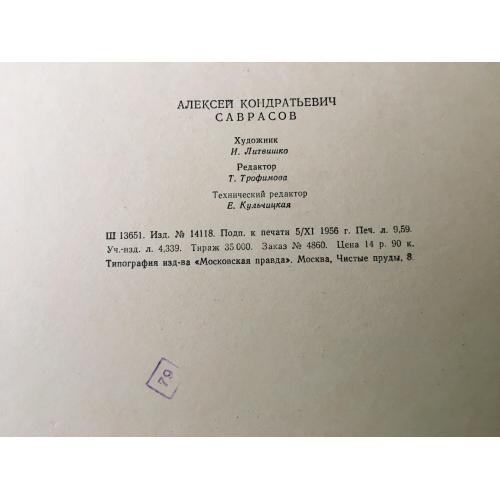 АЛЕКСЕЙ КОНДРАТЬЕВИЧ
САВРАСОВ
Художник
И. Литвишко
Редактор
Т. Трофимова
Технический редактор
Е. Кульчицкая
Ш 13651. Изд. № 14118. Подп. к печати 5/XI 1956 г. Печ. л. 9,59.
Уч.-изд. л. 4,339. Тираж 35 000. Заказ № 4860. Цена 14 р. 90 к.
Типография изд-ва «Московская правда». Москва, Чистые пруды, 8.
79